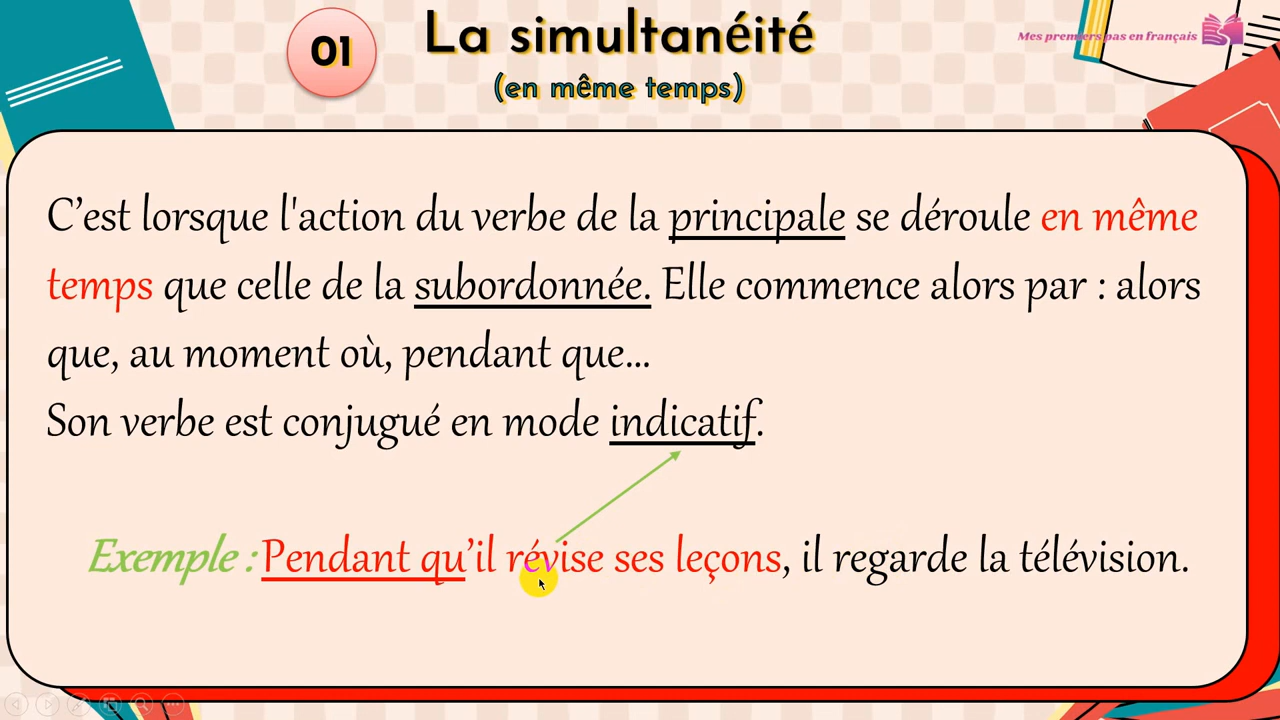 01
La simultanéité
(en même temps)
Mes premiers pas en français
C’est lorsque l'action du verbe de la principale se déroule en même
temps que celle de la subordonnée. Elle commence alors par : alors
que, au moment où, pendant que...
Son verbe est conjugué en mode indicatif.
Exemple : Pendant qu’il révise ses leçons, il regarde la télévision.